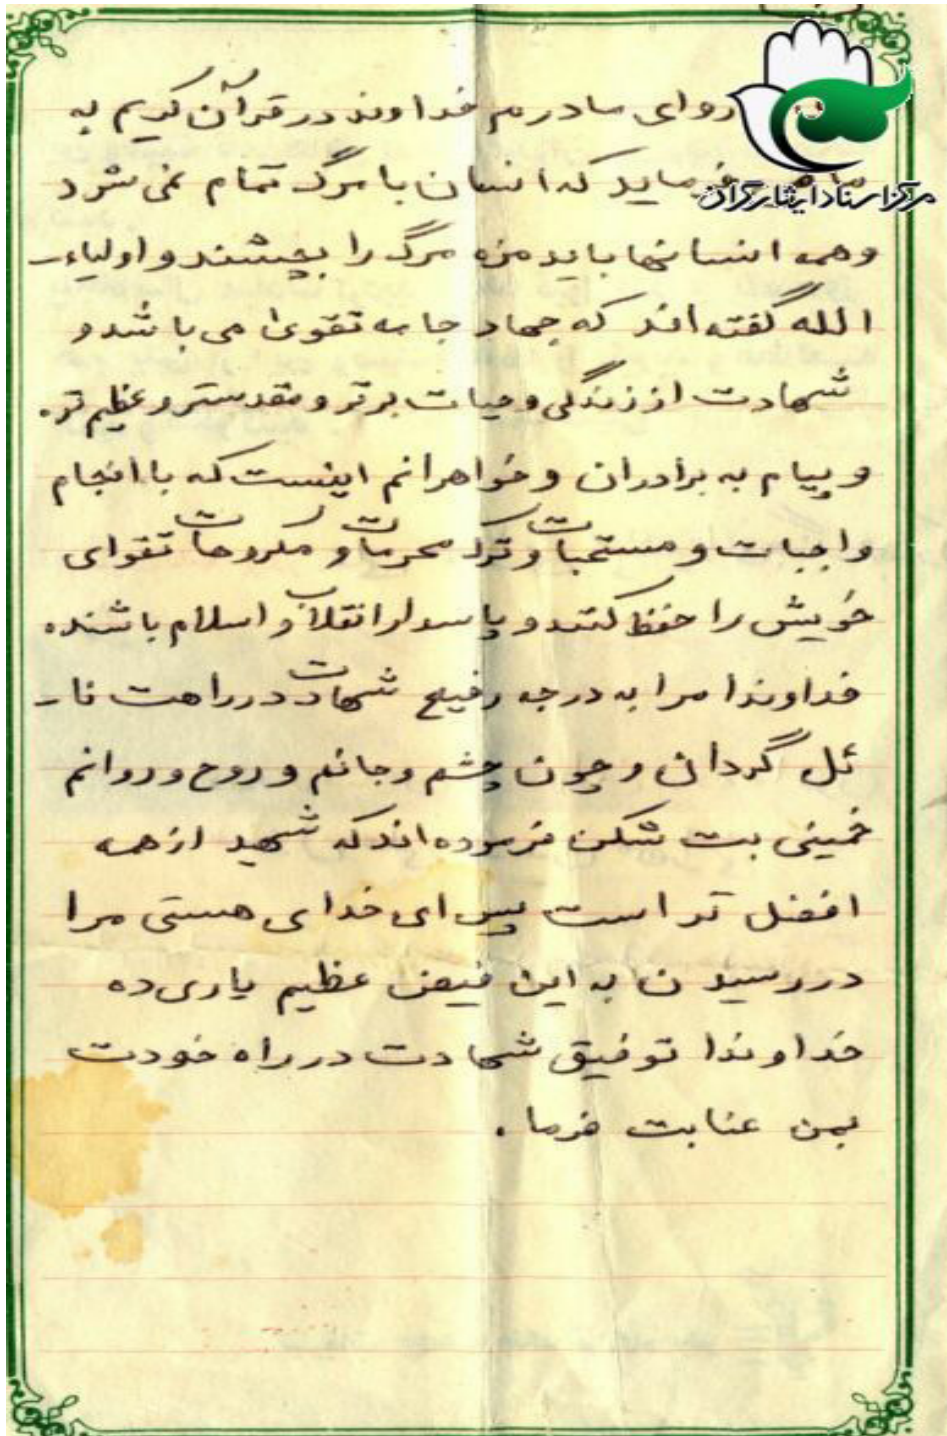 مرکز اسناد ایثارگران
وای مادرم خداوند در قرآن کریم به
ما می فرماید که انسان با مرگ تمام نمی شود
و همه انسانها باید مزه مرگ را بچشند و اولیاء
الله گفته اند که جهاد جامه تقوی می باشد و
شهادت از زندگی و حیات برتر و مقدستر و عظیم تر.
و پیام به برادران و خواهرانم اینست که با انجام
واجبات و مستحبات و ترک محرمات و مکروهات تقوای
خویش را حفظ کنند و پاسدار انقلاب و اسلام باشند.
خداوندا مرا به درجه رفیع شهادت در راهت نا-
ئل گردان و چون چشم و جانم و روح و روانم
خمینی بت شکن فرموده اند که شهید از همه
افضل تر است پس ای خدای هستی مرا
در رسیدن به این فیض عظیم یاری ده
خداوندا توفیق شهادت در راه خودت
بمن عنایت فرما.